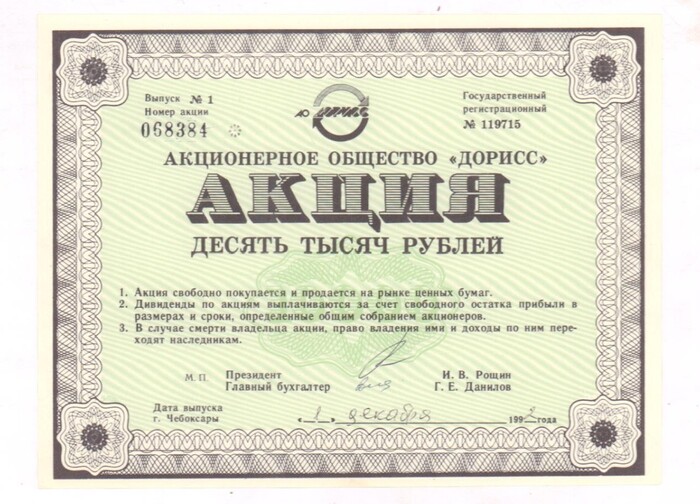 Выпуск № 1
Номер акции
068384
АО ДОРИСС
Государственный
регистрационный
№ 119715
АКЦИОНЕРНОЕ ОБЩЕСТВО «ДОРИСС»
АКЦИЯ
ДЕСЯТЬ ТЫСЯЧ РУБЛЕЙ
1. Акция свободно покупается и продается на рынке ценных бумаг.
2. Дивиденды по акциям выплачиваются за счет свободного остатка прибыли в
размерах и сроки, определенные общим собранием акционеров.
3. В случае смерти владельца акции, право владения ими и доходы по ним пере-
ходят наследникам.
М. П.
Президент И. В. Рощин
Главный бухгалтер Г. Е. Данилов
Дата выпуска
г. Чебоксары « 1 » декабря 199 года